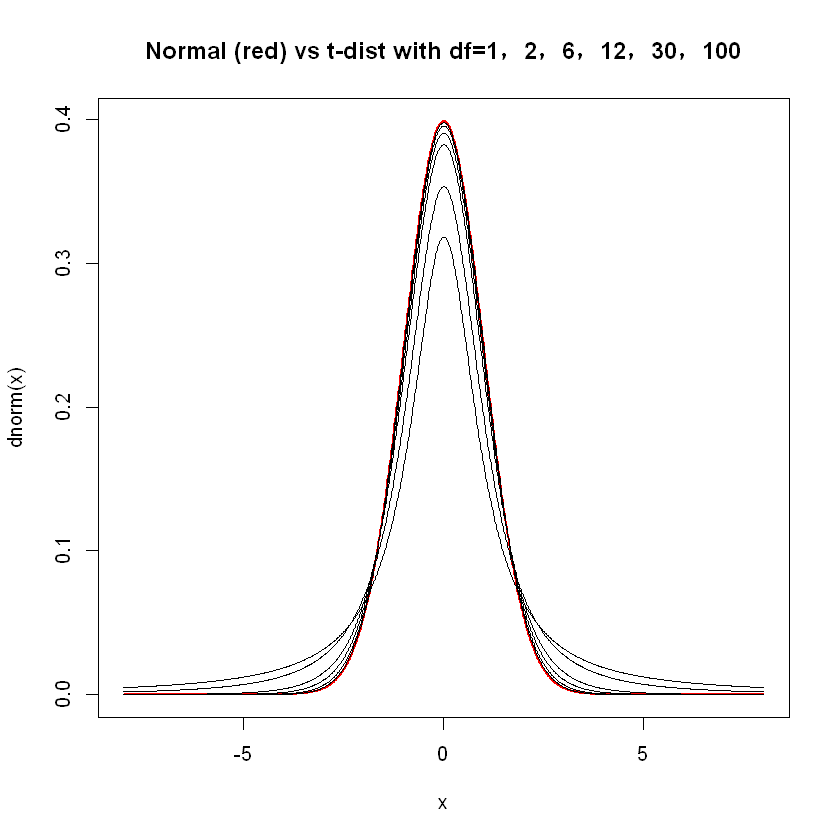 Normal (red) vs t-dist with df=1，2，6，12，30，100
0.4
0.3
0.2
0.1
0.0
dnorm(x)
-5 0 5
x